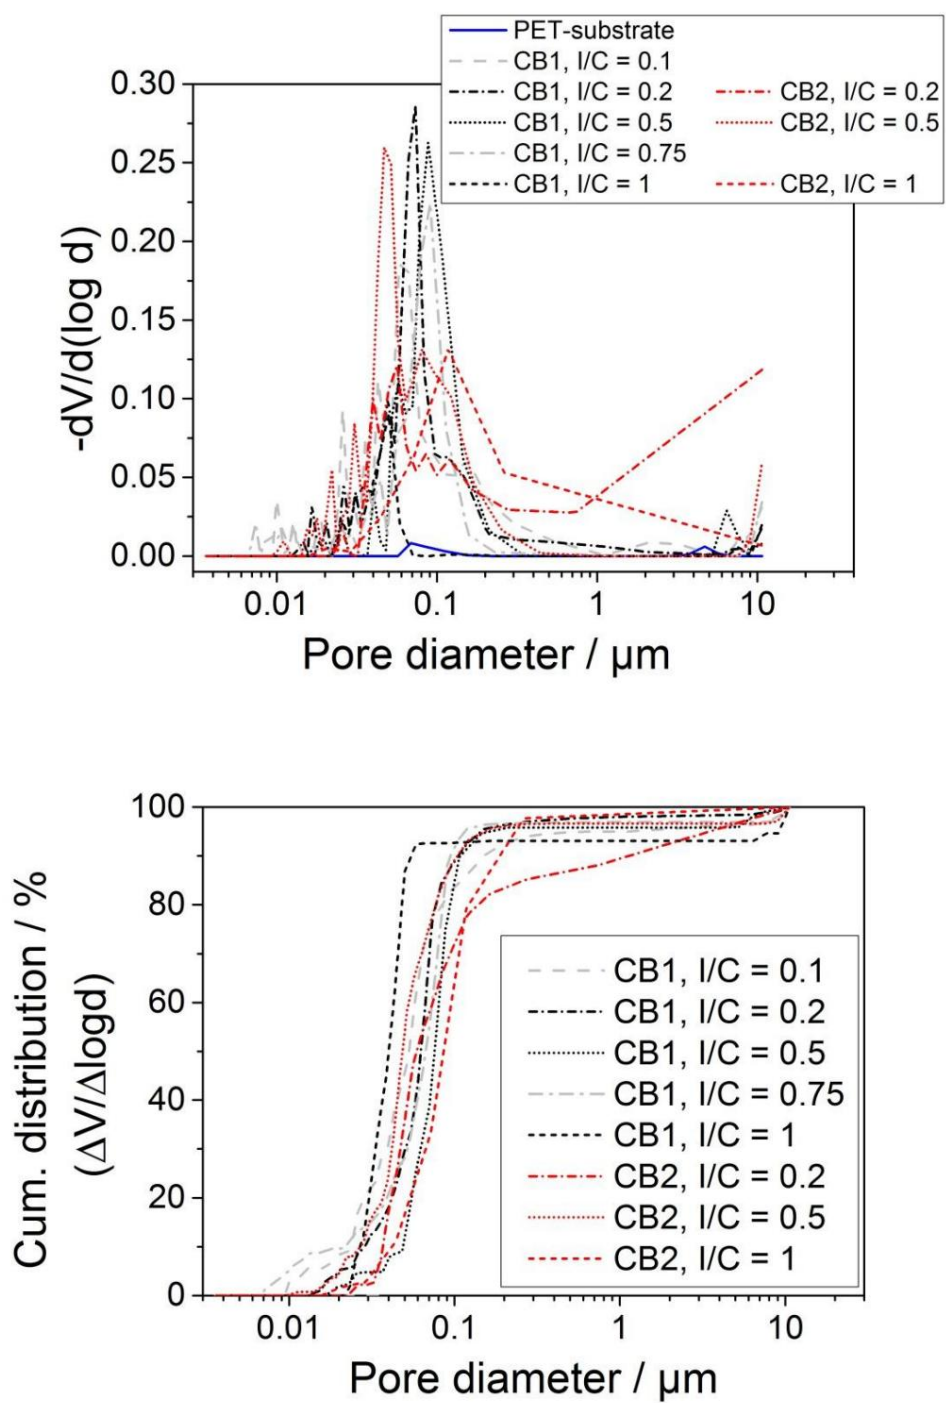 PET-substrate
CB1, I/C = 0.1
CB1, I/C = 0.2 CB2, I/C = 0.2
CB1, I/C = 0.5 CB2, I/C = 0.5
CB1, I/C = 0.75
CB1, I/C = 1 CB2, I/C = 1
0.30
0.25
0.20
0.15
0.10
0.05
0.00
-dV/d(log d)
0.01 0.1 1 10
Pore diameter / µm
100
80
60
40
20
0
Cum. distribution / %
(ΔV/Δlogd)
CB1, I/C = 0.1
CB1, I/C = 0.2
CB1, I/C = 0.5
CB1, I/C = 0.75
CB1, I/C = 1
CB2, I/C = 0.2
CB2, I/C = 0.5
CB2, I/C = 1
0.01 0.1 1 10
Pore diameter / µm